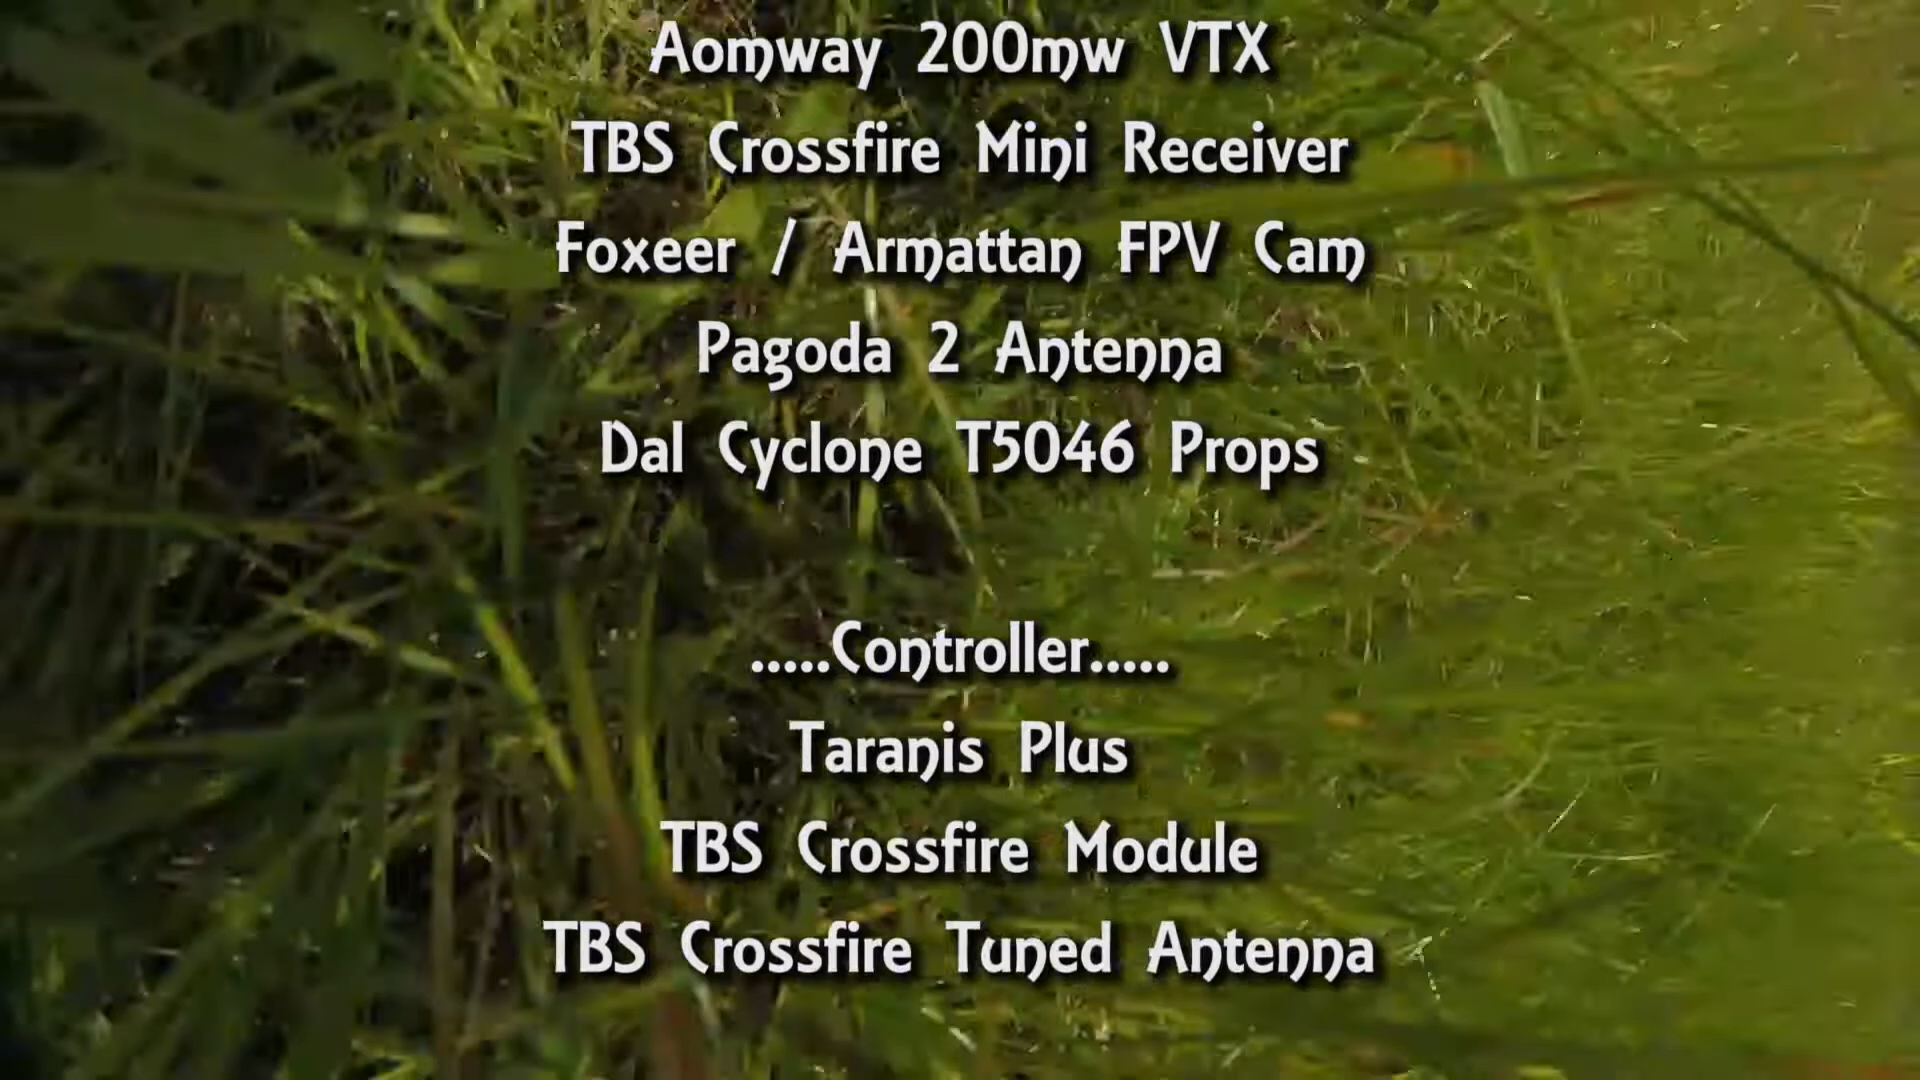 Aomway 200mw VTX
TBS Crossfire Mini Receiver
Foxeer / Armattan FPV Cam
Pagoda 2 Antenna
Dal Cyclone T5046 Props
.....Controller.....
Taranis Plus
TBS Crossfire Module
TBS Crossfire Tuned Antenna